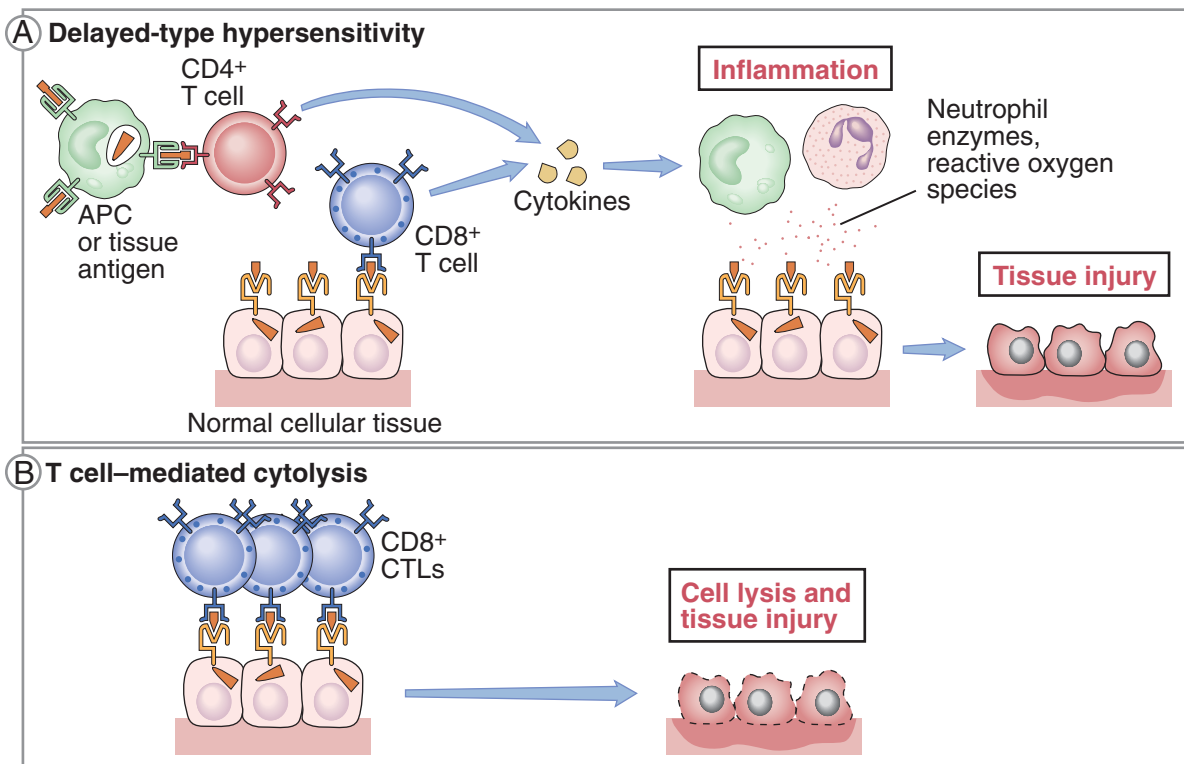 A Delayed-type hypersensitivity
CD4⁺
T cell
APC
or tissue
antigen
CD8⁺
T cell
Normal cellular tissue
Cytokines
Inflammation
Neutrophil
enzymes,
reactive oxygen
species
Tissue injury
B T cell–mediated cytolysis
CD8⁺
CTLs
Cell lysis and
tissue injury